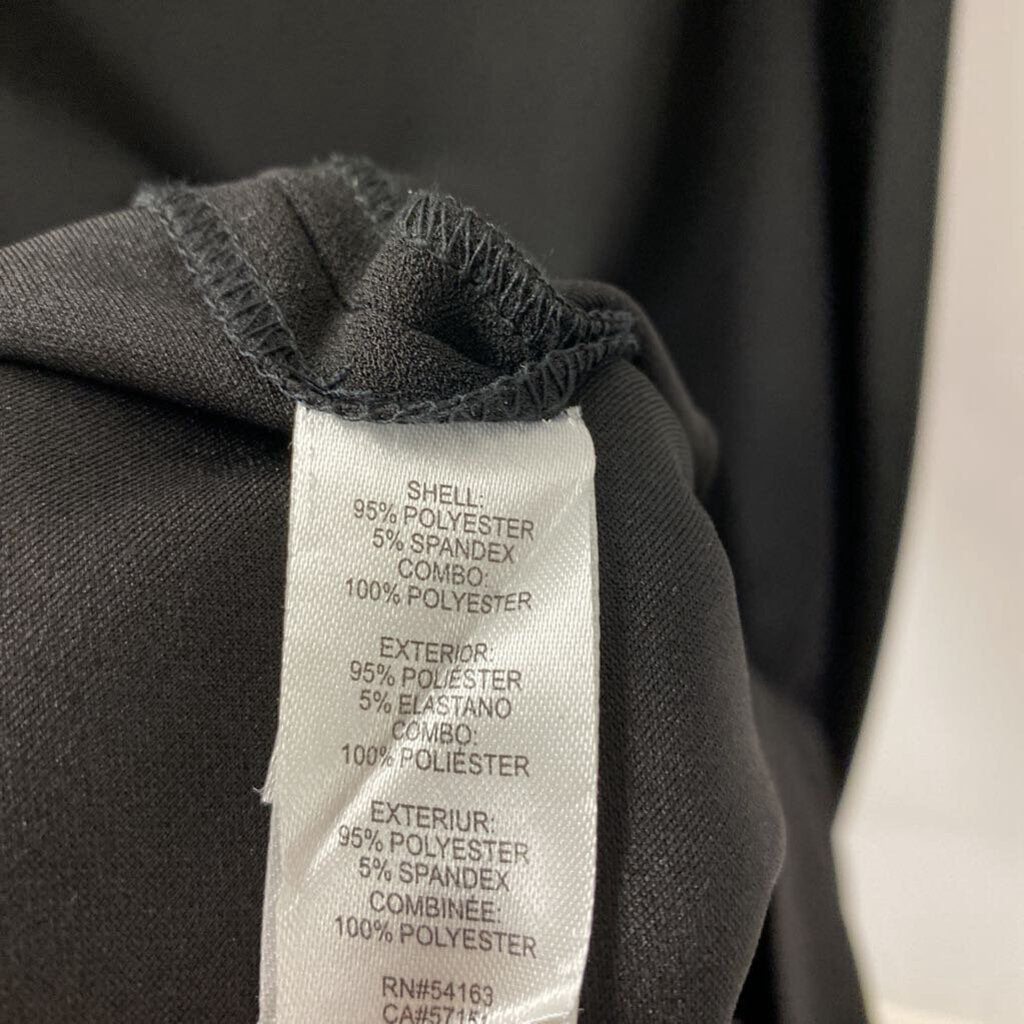 SHELL:
95% POLYESTER
5% SPANDEX
COMBO:
100% POLYESTER
EXTERIOR:
95% POLIÉSTER
5% ELASTANO
COMBO:
100% POLIÉSTER
EXTERIUR:
95% POLYESTER
5% SPANDEX
COMBINÉE:
100% POLYESTER
RN#54163